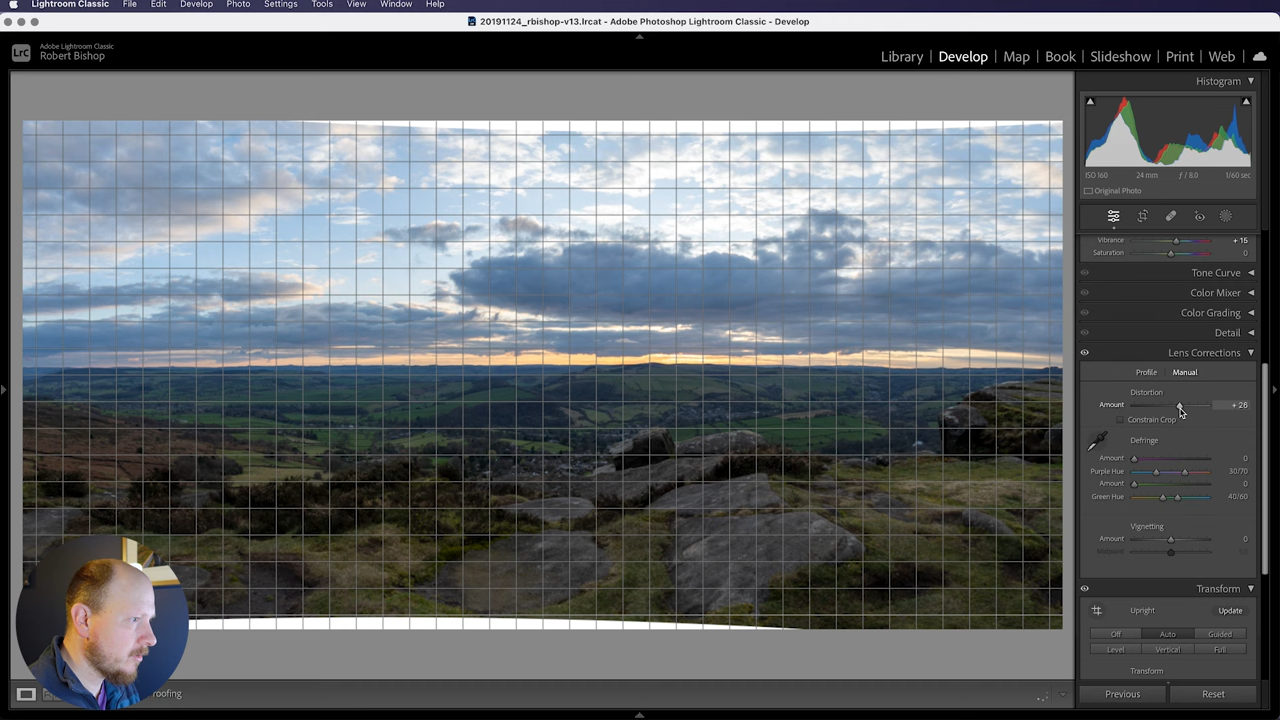 Lightroom Classic File Edit Develop Photo Settings Tools View Window Help
20191124_rbishop-v13.lrcat - Adobe Photoshop Lightroom Classic - Develop
LrC
Adobe Lightroom Classic
Robert Bishop
Library | Develop | Map | Book | Slideshow | Print | Web
Histogram
ISO 160 24 mm ƒ / 8.0 1/60 sec
Original Photo
Vibrance + 15
Saturation 0
Tone Curve
Color Mixer
Color Grading
Detail
Lens Corrections
Profile Manual
Distortion
Amount + 26
Constrain Crop
Defringe
Amount 0
Purple Hue 30/70
Amount 0
Green Hue 40/60
Vignetting
Amount 0
Midpoint
Transform
Upright Update
Off Auto Guided
Level Vertical Full
Transform
roofing
Previous Reset